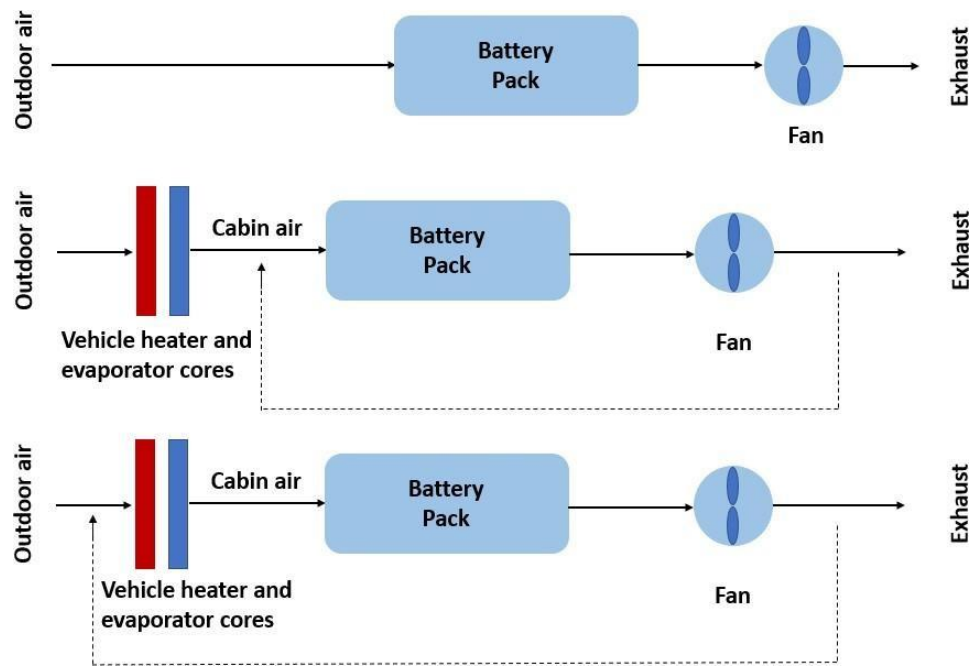 Outdoor air
Battery
Pack
Fan
Exhaust
Outdoor air
Vehicle heater and
evaporator cores
Cabin air
Battery
Pack
Fan
Exhaust
Outdoor air
Vehicle heater and
evaporator cores
Cabin air
Battery
Pack
Fan
Exhaust